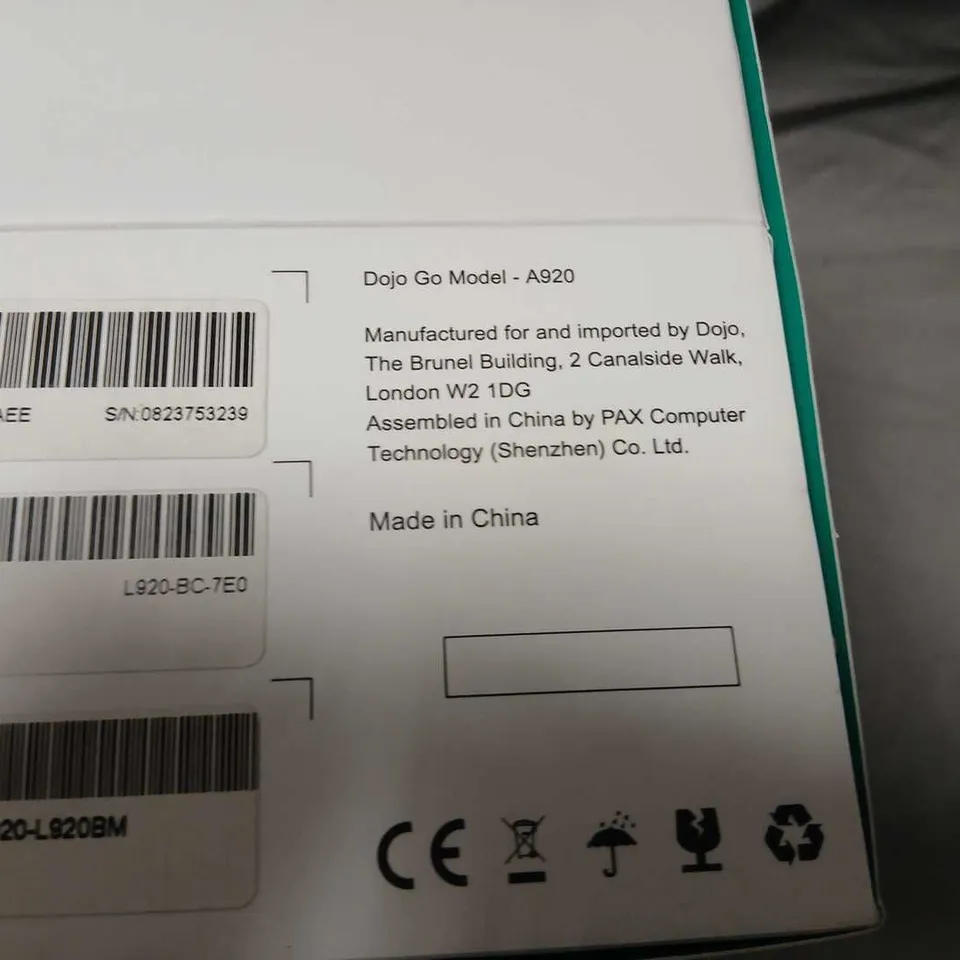 Dojo Go Model - A920
Manufactured for and imported by Dojo,
The Brunel Building, 2 Canalside Walk,
London W2 1DG
Assembled in China by PAX Computer
Technology (Shenzhen) Co. Ltd.
Made in China
AEE S/N:0823753239
L920-BC-7E0
20-L920BM
CE